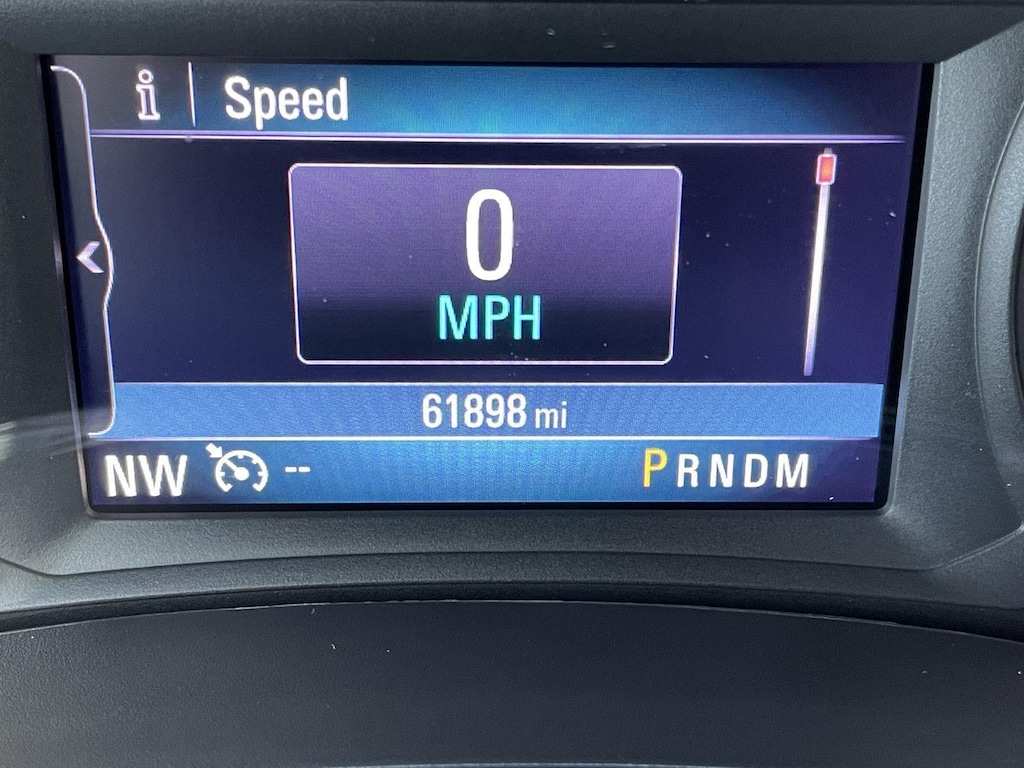 i Speed
0
MPH
61898 mi
NW -- PRNDM